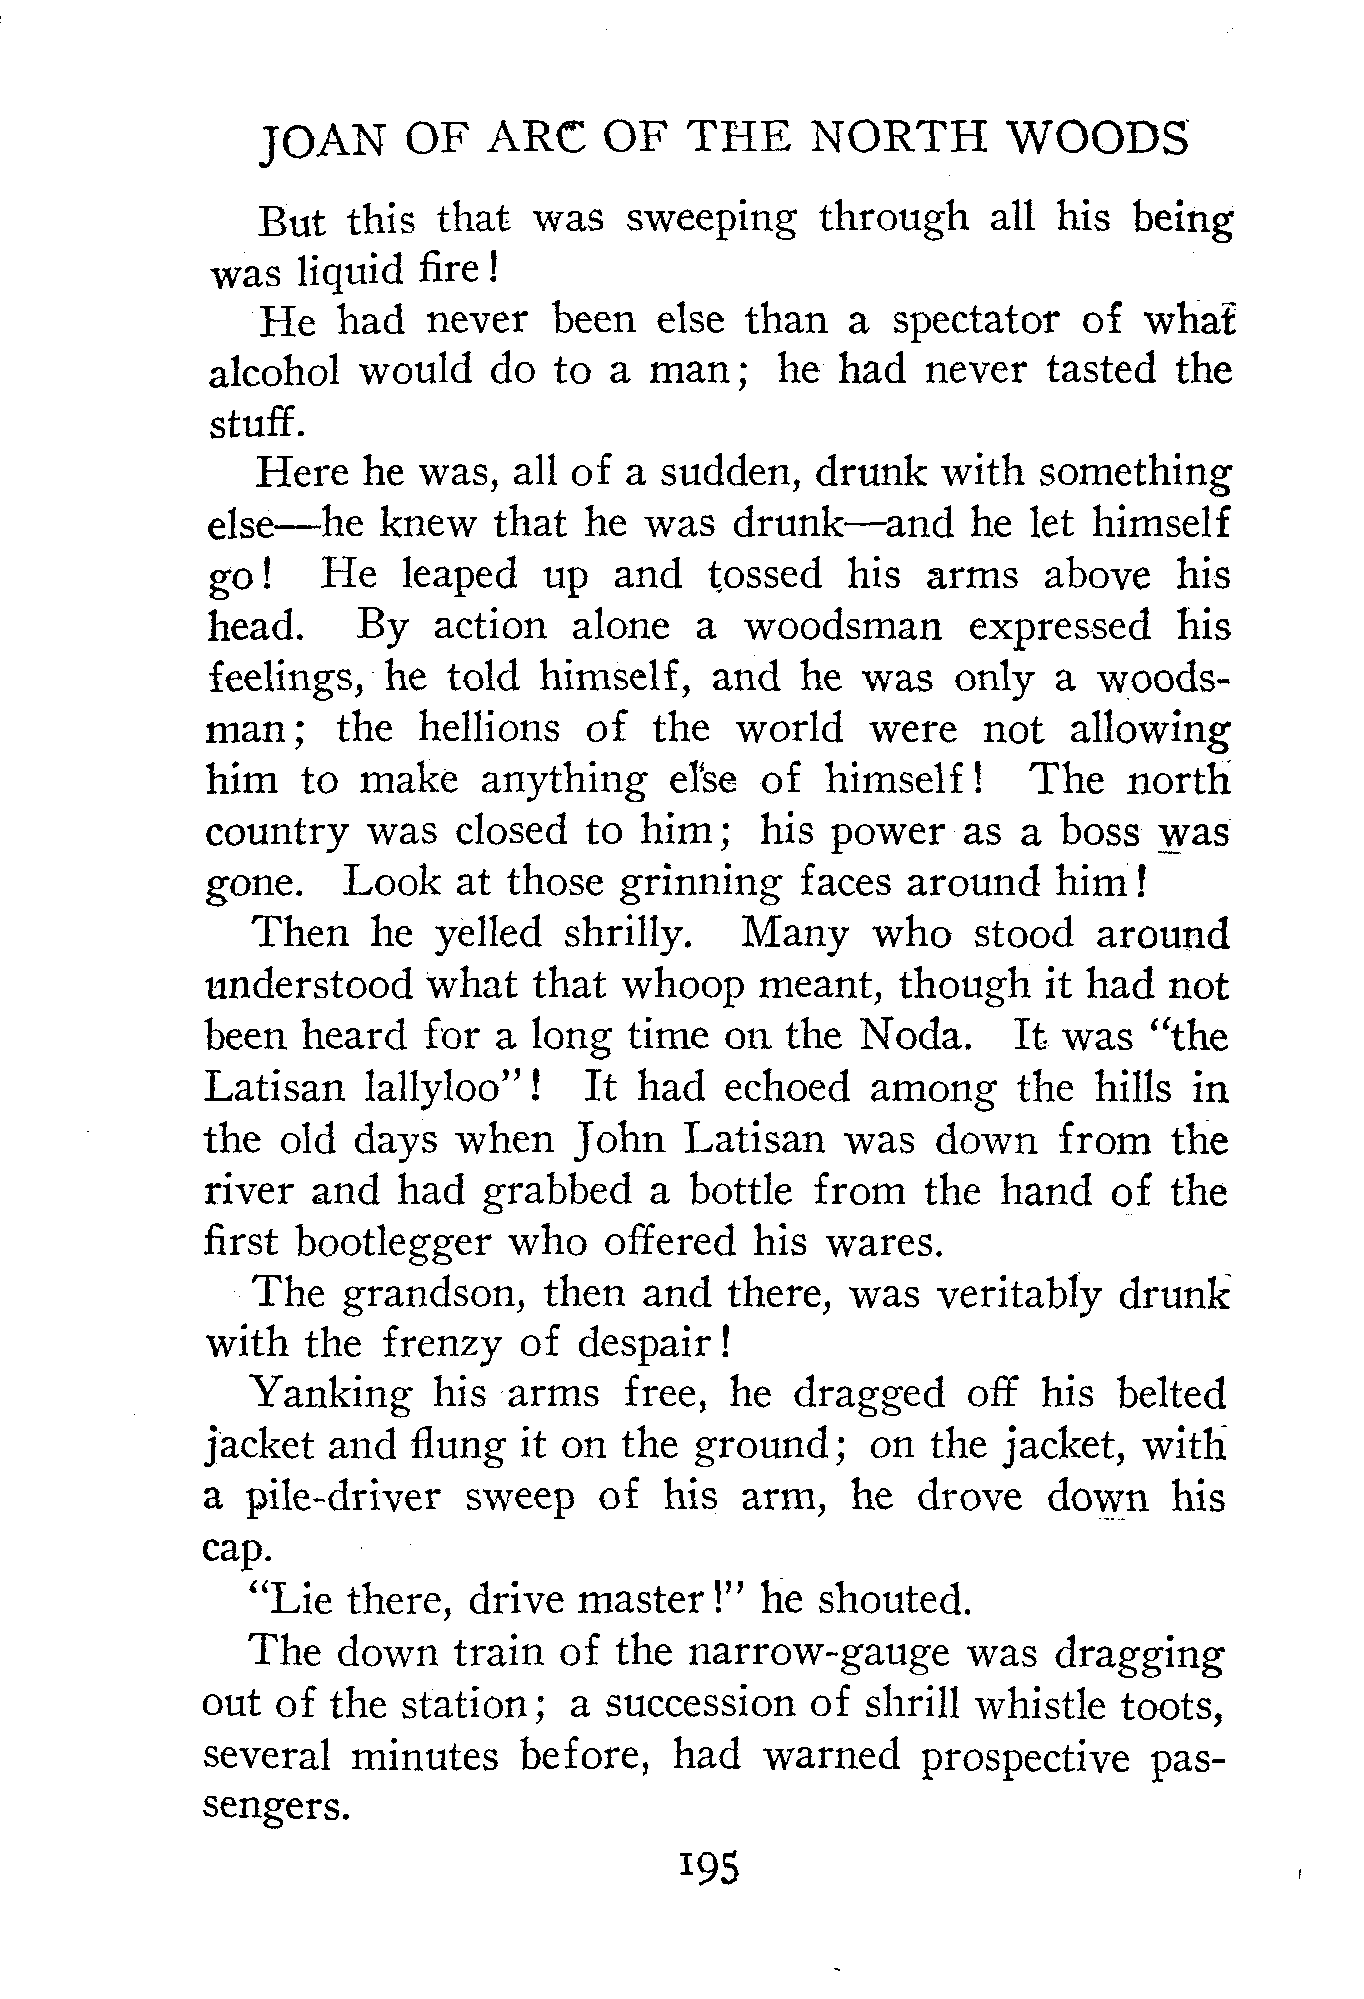 JOAN OF ARC OF THE NORTH WOODS
But this that was sweeping through all his being
was liquid fire!
He had never been else than a spectator of what
alcohol would do to a man; he had never tasted the
stuff.
Here he was, all of a sudden, drunk with something
else—he knew that he was drunk—and he let himself
go! He leaped up and tossed his arms above his
head. By action alone a woodsman expressed his
feelings, he told himself, and he was only a woods-
man; the hellions of the world were not allowing
him to make anything else of himself! The north
country was closed to him; his power as a boss was
gone. Look at those grinning faces around him!
Then he yelled shrilly. Many who stood around
understood what that whoop meant, though it had not
been heard for a long time on the Noda. It was "the
Latisan lallyloo"! It had echoed among the hills in
the old days when John Latisan was down from the
river and had grabbed a bottle from the hand of the
first bootlegger who offered his wares.
The grandson, then and there, was veritably drunk
with the frenzy of despair!
Yanking his arms free, he dragged off his belted
jacket and flung it on the ground; on the jacket, with
a pile-driver sweep of his arm, he drove down his
cap.
"Lie there, drive master!" he shouted.
The down train of the narrow-gauge was dragging
out of the station; a succession of shrill whistle toots,
several minutes before, had warned prospective pas-
sengers.
195